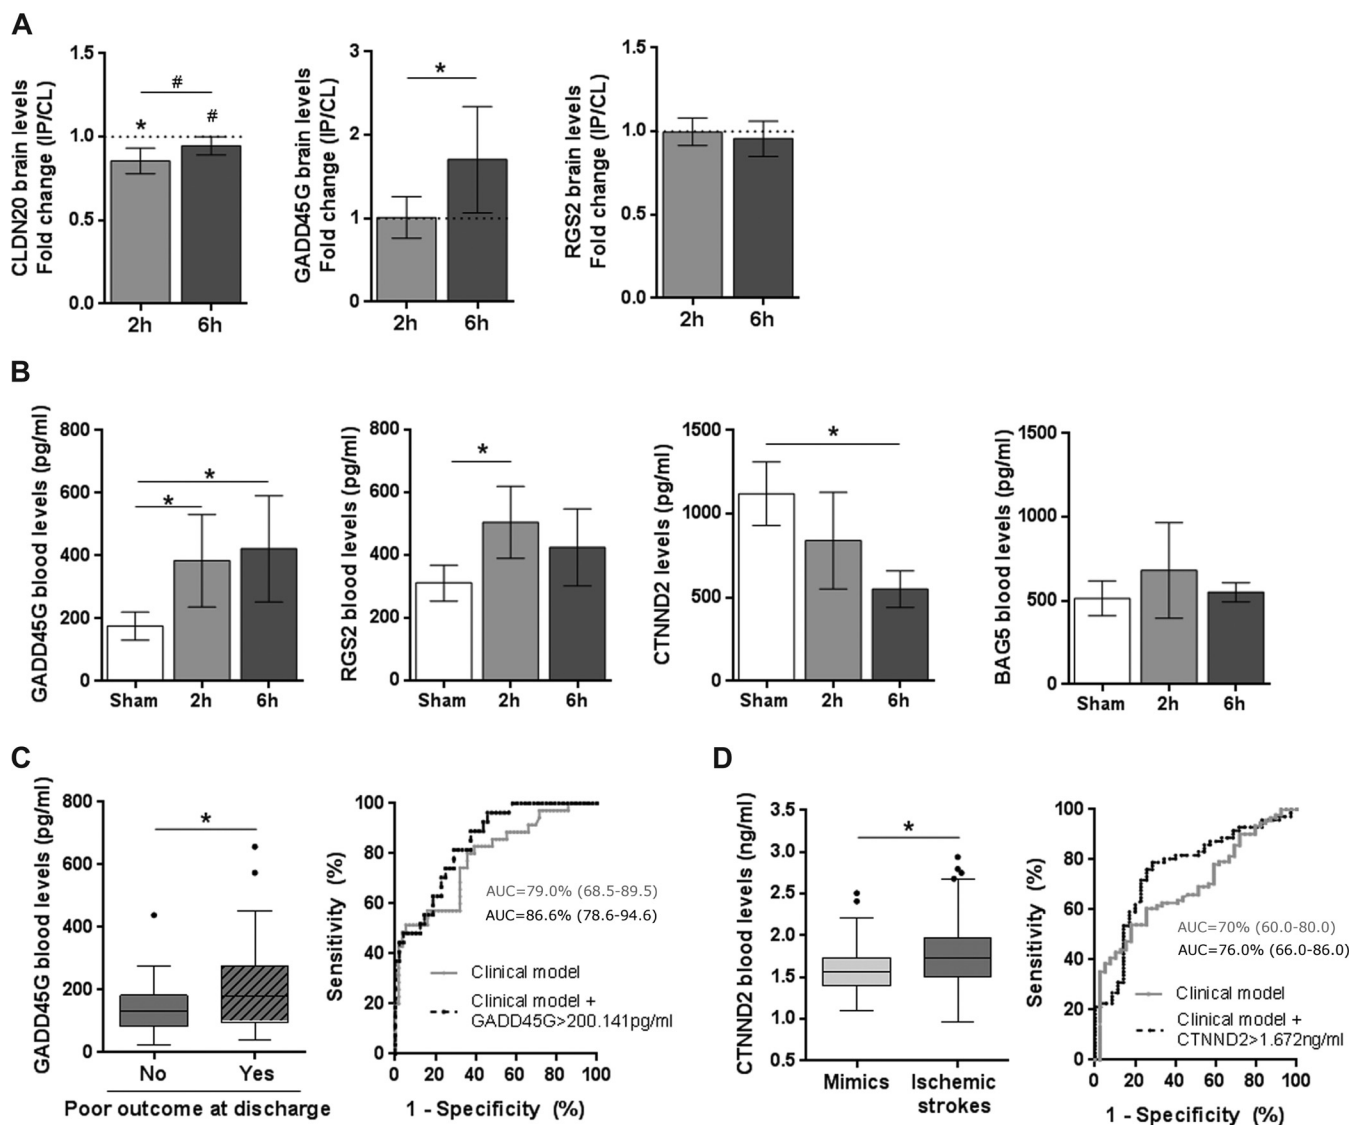 A
CLDN20 brain levels
Fold change (IP/CL)
1.5
1.0
0.5
0.0
#
*
#
2h
6h
GADD45G brain levels
Fold change (IP/CL)
3
2
1
0
*
2h
6h
RGS2 brain levels
Fold change (IP/CL)
1.5
1.0
0.5
0.0
2h
6h
B
GADD45G blood levels (pg/ml)
800
600
400
200
0
*
*
Sham
2h
6h
RGS2 blood levels (pg/ml)
800
600
400
200
0
*
Sham
2h
6h
CTNND2 levels (pg/ml)
1500
1000
500
0
*
Sham
2h
6h
BAG5 blood levels (pg/ml)
1500
1000
500
0
Sham
2h
6h
C
GADD45G blood levels (pg/ml)
800
600
400
200
0
*
No
Yes
Poor outcome at discharge
Sensitivity (%)
100
80
60
40
20
0
AUC=79.0% (68.5-89.5)
AUC=86.6% (78.6-94.6)
Clinical model
Clinical model +
GADD45G>200.141pg/ml
0
20
40
60
80
100
1 - Specificity (%)
D
CTNND2 blood levels (ng/ml)
3.5
3.0
2.5
2.0
1.5
1.0
0.5
*
Mimics
Ischemic
strokes
Sensitivity (%)
100
80
60
40
20
0
AUC=70% (60.0-80.0)
AUC=76.0% (66.0-86.0)
Clinical model
Clinical model +
CTNND2>1.672ng/ml
0
20
40
60
80
100
1 - Specificity (%)